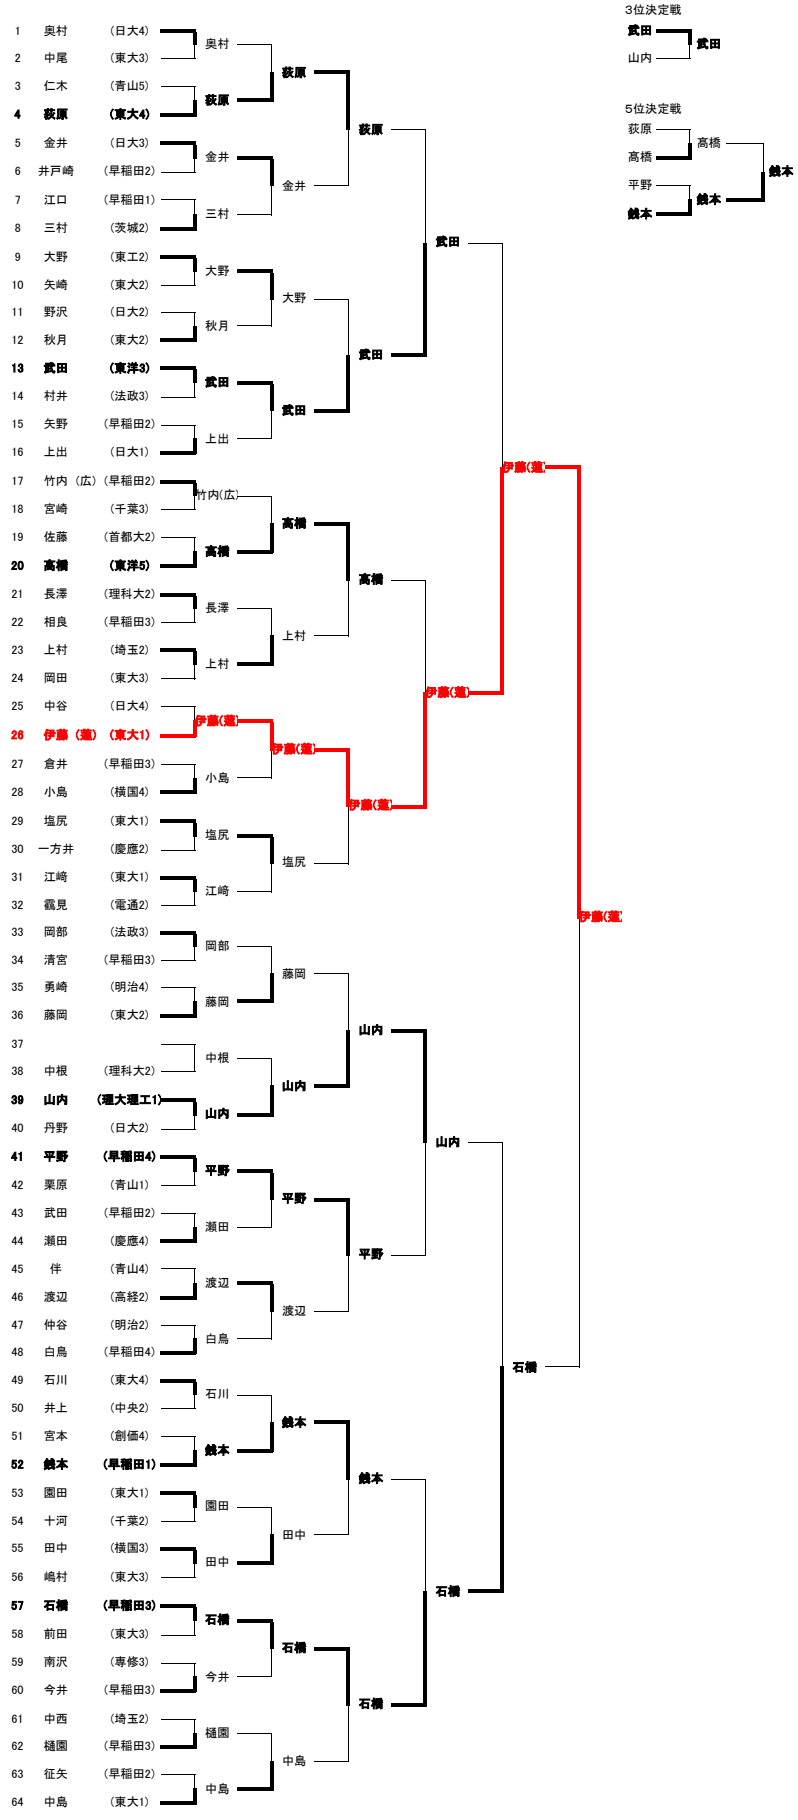 1 奥村 (日大4)
2 中尾 (東大3)
3 仁木 (青山5)
4 荻原 (東大4)
5 金井 (日大3)
6 井戸崎 (早稲田2)
7 江口 (早稲田1)
8 三村 (茨城2)
9 大野 (東工2)
10 矢崎 (東大2)
11 野沢 (日大2)
12 秋月 (東大2)
13 武田 (東洋3)
14 村井 (法政3)
15 矢野 (早稲田2)
16 上出 (日大1)
17 竹内（広） (早稲田2)
18 宮崎 (千葉3)
19 佐藤 (首都大2)
20 高橋 (東洋5)
21 長澤 (理科大2)
22 相良 (早稲田3)
23 上村 (埼玉2)
24 岡田 (東大3)
25 中谷 (日大4)
26 伊藤（蓮） (東大1)
27 倉井 (早稲田3)
28 小島 (横国4)
29 塩尻 (東大1)
30 一方井 (慶應2)
31 江﨑 (東大1)
32 靍見 (電通2)
33 岡部 (法政3)
34 清宮 (早稲田3)
35 勇崎 (明治4)
36 藤岡 (東大2)
37
38 中根 (理科大2)
39 山内 (理大理工1)
40 丹野 (日大2)
41 平野 (早稲田4)
42 栗原 (青山1)
43 武田 (早稲田2)
44 瀬田 (慶應4)
45 伴 (青山4)
46 渡辺 (高経2)
47 仲谷 (明治2)
48 白鳥 (早稲田4)
49 石川 (東大4)
50 井上 (中央2)
51 宮本 (創価4)
52 銭本 (早稲田1)
53 園田 (東大1)
54 十河 (千葉2)
55 田中 (横国3)
56 嶋村 (東大3)
57 石橋 (早稲田3)
58 前田 (東大3)
59 南沢 (専修3)
60 今井 (早稲田3)
61 中西 (埼玉2)
62 樋園 (早稲田3)
63 征矢 (早稲田2)
64 中島 (東大1)
奥村
荻原
金井
三村
大野
秋月
武田
上出
竹内(広)
高橋
長澤
上村
伊藤(蓮)
小島
塩尻
江﨑
岡部
藤岡
中根
山内
平野
瀬田
渡辺
白鳥
石川
銭本
園田
田中
石橋
今井
樋園
中島
荻原
金井
大野
武田
高橋
上村
伊藤(蓮)
塩尻
藤岡
山内
平野
渡辺
銭本
田中
石橋
中島
荻原
武田
高橋
伊藤(蓮)
山内
平野
銭本
石橋
武田
伊藤(蓮)
山内
石橋
伊藤(蓮)
石橋
伊藤(蓮)
3位決定戦
武田
山内
武田
5位決定戦
荻原
髙橋
平野
銭本
髙橋
銭本
銭本